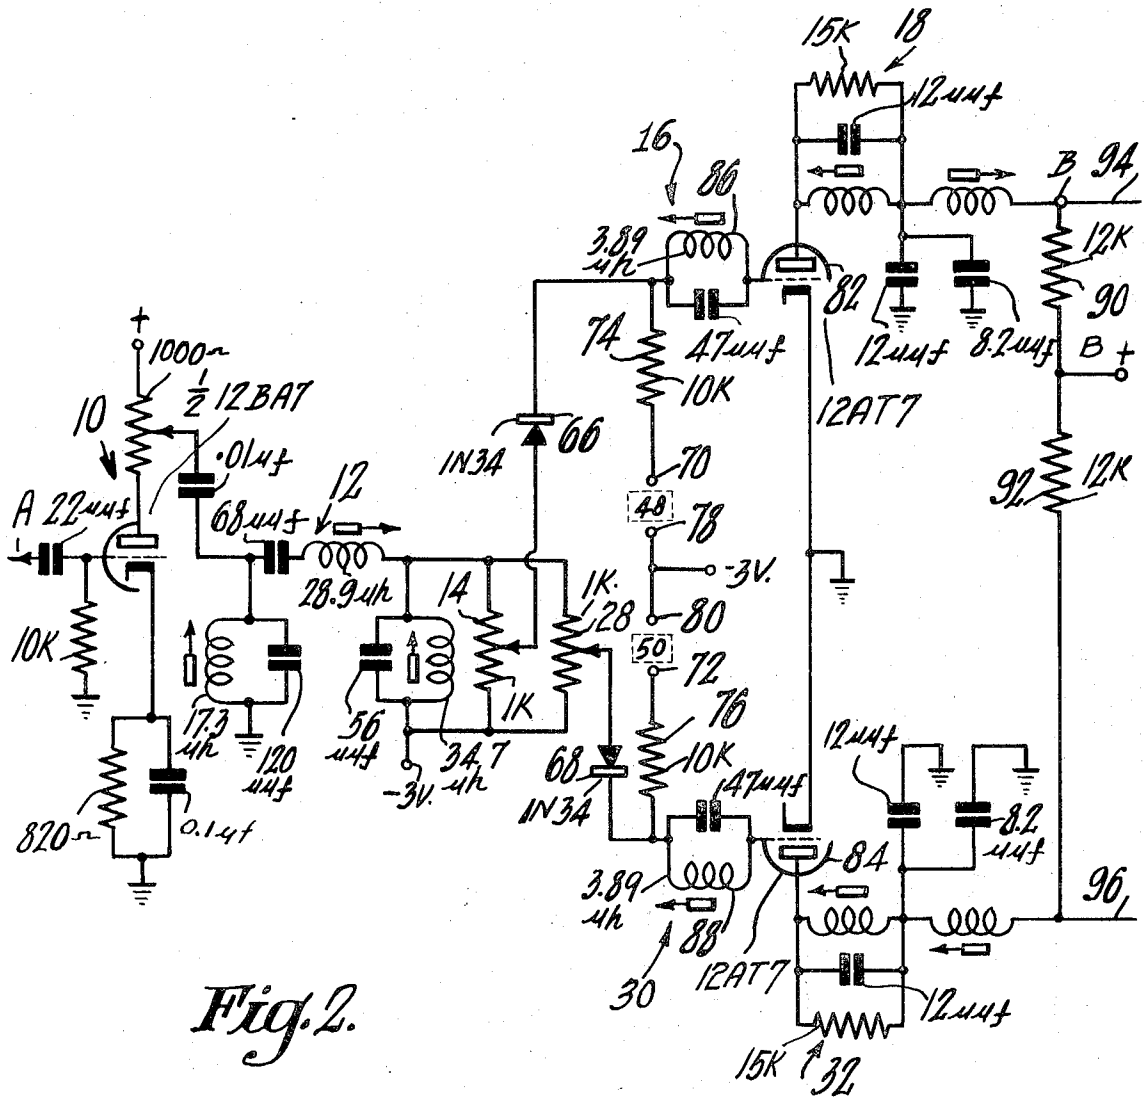 15K
18
12µµf
16
86
B
94
3.89
µh
12K
82
90
+
1000~
74
47µµf
12µµf
8.2µµf
B
+
1/2
12BA7
10K
12AT7
10
66
.01µf
1N34
70
92
12K
A
22µµf
12
68µµf
48
78
-3V.
28.9µh
14
1K.
28
80
10K
50
72
1K
17.3
µh
120
µµf
56
µµf
34.7
µh
76
12µµf
68
10K
-3V.
1N34
47µµf
8.2
µµf
820~
0.1µf
84
3.89
µh
96
88
12AT7
30
12µµf
Fig. 2.
15K
32